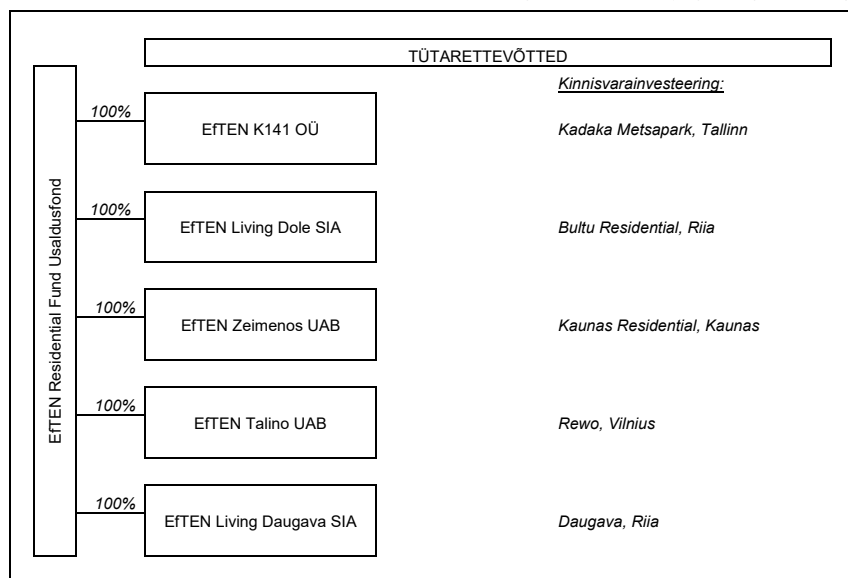 TÜTARETTEVÕTTED
EfTEN Residential Fund Usaldusfond
Kinnisvarainvesteering:
100%
EfTEN K141 OÜ
Kadaka Metsapark, Tallinn
100%
EfTEN Living Dole SIA
Bultu Residential, Riia
100%
EfTEN Zeimenos UAB
Kaunas Residential, Kaunas
100%
EfTEN Talino UAB
Rewo, Vilnius
100%
EfTEN Living Daugava SIA
Daugava, Riia